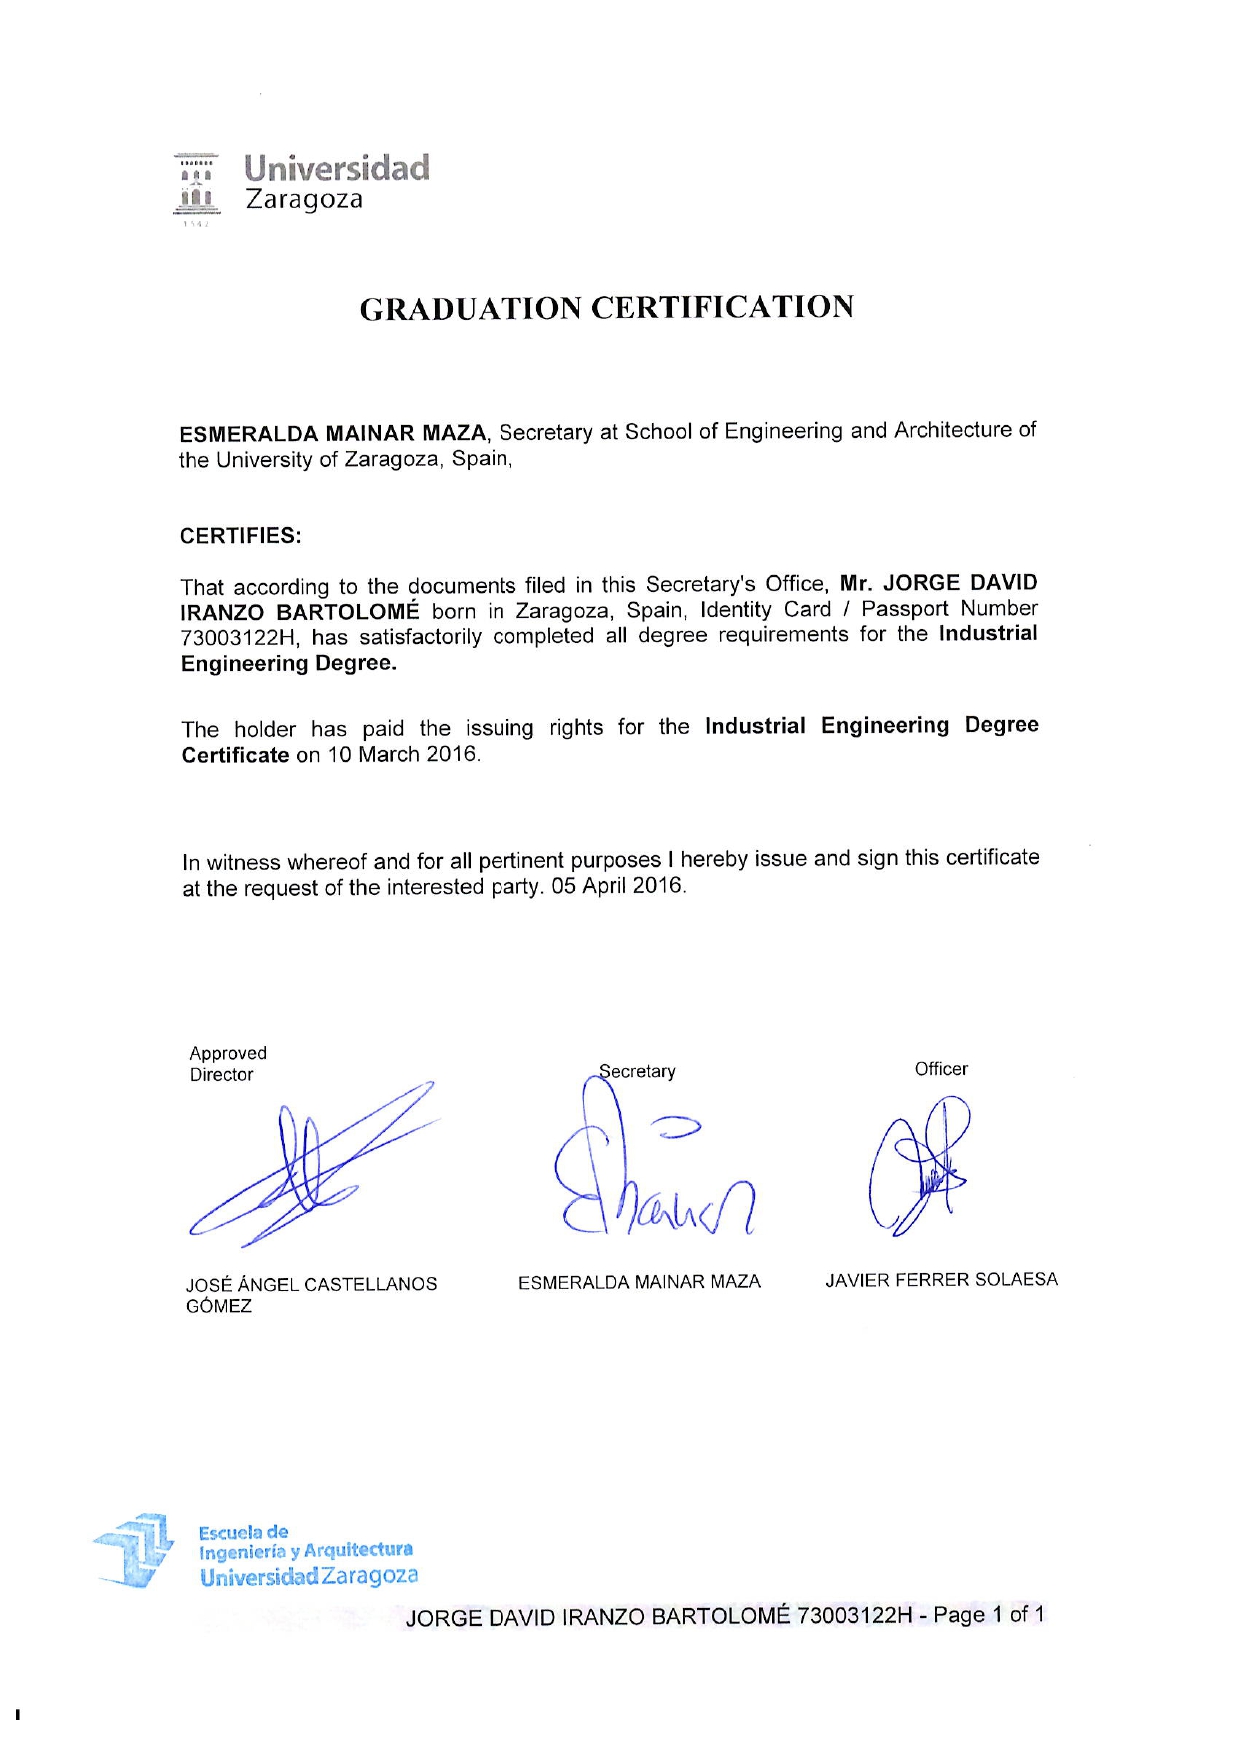 Universidad
Zaragoza
1542
GRADUATION CERTIFICATION
ESMERALDA MAINAR MAZA, Secretary at School of Engineering and Architecture of
the University of Zaragoza, Spain,
CERTIFIES:
That according to the documents filed in this Secretary's Office, Mr. JORGE DAVID
IRANZO BARTOLOMÉ born in Zaragoza, Spain, Identity Card / Passport Number
73003122H, has satisfactorily completed all degree requirements for the Industrial
Engineering Degree.
The holder has paid the issuing rights for the Industrial Engineering Degree
Certificate on 10 March 2016.
In witness whereof and for all pertinent purposes I hereby issue and sign this certificate
at the request of the interested party. 05 April 2016.
Approved
Director
Secretary
Officer
JOSÉ ÁNGEL CASTELLANOS
GÓMEZ
ESMERALDA MAINAR MAZA
JAVIER FERRER SOLAESA
Escuela de
Ingeniería y Arquitectura
Universidad Zaragoza
JORGE DAVID IRANZO BARTOLOMÉ 73003122H - Page 1 of 1